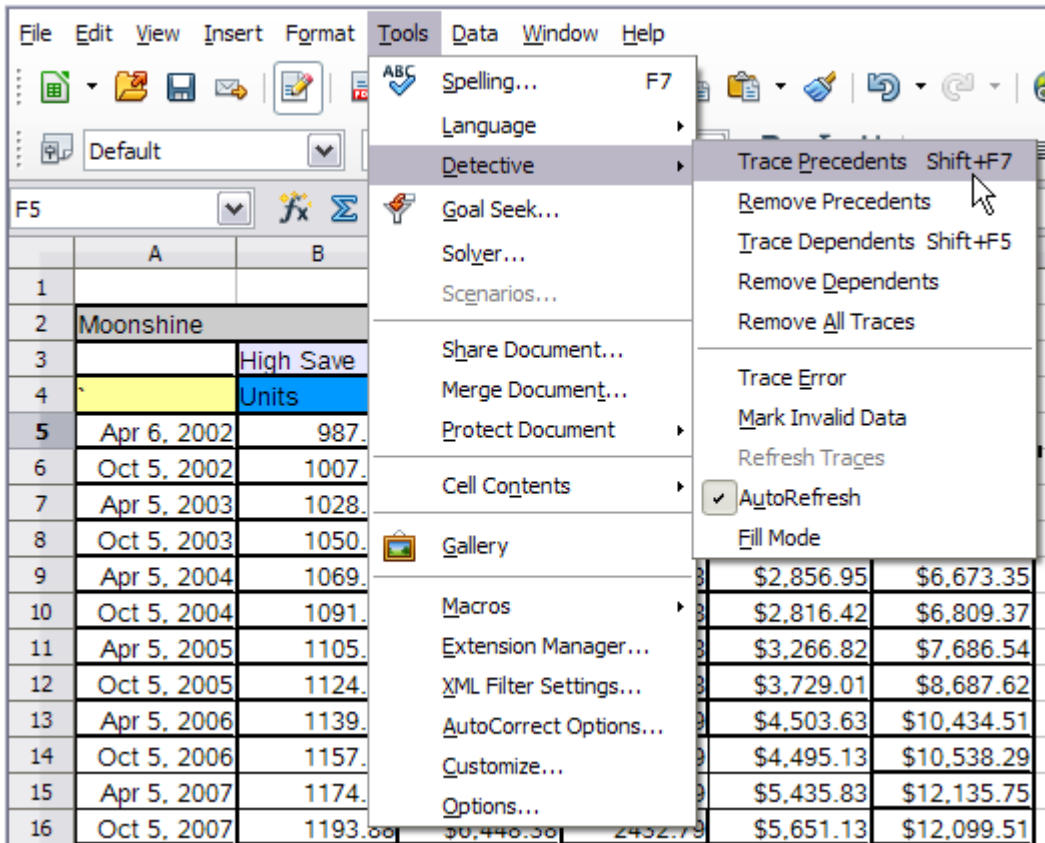 File Edit View Insert Format Tools Data Window Help
ABC Spelling... F7
Language
Default
Detective
Trace Precedents Shift+F7
F5
Goal Seek...
Remove Precedents
A B
Solver...
Trace Dependents Shift+F5
1
Scenarios...
Remove Dependents
2 Moonshine
Remove All Traces
3 High Save
Share Document...
Trace Error
4 ` Units
Merge Document...
Mark Invalid Data
5 Apr 6, 2002 987.
Protect Document
Refresh Traces
6 Oct 5, 2002 1007.
Cell Contents
AutoRefresh
7 Apr 5, 2003 1028.
Fill Mode
8 Oct 5, 2003 1050.
Gallery
9 Apr 5, 2004 1069. $2,856.95 $6,673.35
Macros
10 Oct 5, 2004 1091. $2,816.42 $6,809.37
Extension Manager...
11 Apr 5, 2005 1105. $3,266.82 $7,686.54
XML Filter Settings...
12 Oct 5, 2005 1124. $3,729.01 $8,687.62
AutoCorrect Options...
13 Apr 5, 2006 1139. $4,503.63 $10,434.51
Customize...
14 Oct 5, 2006 1157. $4,495.13 $10,538.29
Options...
15 Apr 5, 2007 1174. $5,435.83 $12,135.75
16 Oct 5, 2007 1193.88 $6,448.38 2432.79 $5,651.13 $12,099.51